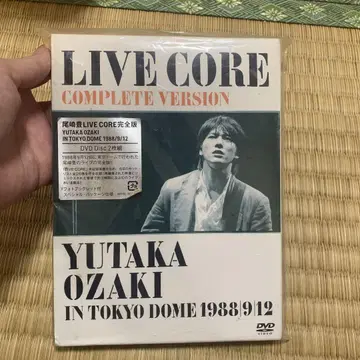 LIVE CORE
COMPLETE VERSION
尾崎豊LIVE CORE完全版
YUTAKA OZAKI
IN TOKYO DOME 1988/9/12
DVD Disc 2枚組
YUTAKA
OZAKI
IN TOKYO DOME 1988|9|12
DVD
VIDEO